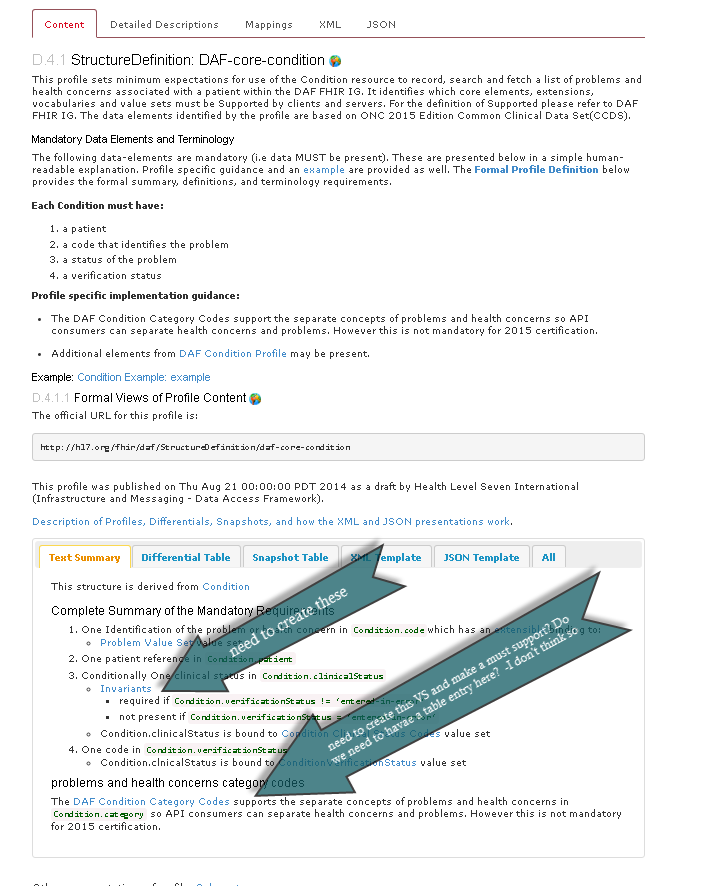 Content Detailed Descriptions Mappings XML JSON
D.4.1 StructureDefinition: DAF-core-condition
This profile sets minimum expectations for use of the Condition resource to record, search and fetch a list of problems and
health concerns associated with a patient within the DAF FHIR IG. It identifies which core elements, extensions,
vocabularies and value sets must be Supported by clients and servers. For the definition of Supported please refer to DAF
FHIR IG. The data elements identified by the profile are based on ONC 2015 Edition Common Clinical Data Set(CCDS).
Mandatory Data Elements and Terminology
The following data-elements are mandatory (i.e data MUST be present). These are presented below in a simple human-
readable explanation. Profile specific guidance and an example are provided as well. The Formal Profile Definition below
provides the formal summary, definitions, and terminology requirements.
Each Condition must have:
1. a patient
2. a code that identifies the problem
3. a status of the problem
4. a verification status
Profile specific implementation guidance:
• The DAF Condition Category Codes support the separate concepts of problems and health concerns so API
consumers can separate health concerns and problems. However this is not mandatory for 2015 certification.
• Additional elements from DAF Condition Profile may be present.
Example: Condition Example: example
D.4.1.1 Formal Views of Profile Content
The official URL for this profile is:
http://hl7.org/fhir/daf/StructureDefinition/daf-core-condition
This profile was published on Thu Aug 21 00:00:00 PDT 2014 as a draft by Health Level Seven International
(Infrastructure and Messaging - Data Access Framework).
Description of Profiles, Differentials, Snapshots, and how the XML and JSON presentations work.
Text Summary Differential Table Snapshot Table XML Template JSON Template All
This structure is derived from Condition
Complete Summary of the Mandatory Requirements
1. One Identification of the problem or health concern in Condition.code which has an extensible binding to:
Problem Value Set value set
2. One patient reference in Condition.patient
3. Conditionally One clinical status in Condition.clinicalStatus
Invariants
required if Condition.verificationStatus != 'entered-in-error'
not present if Condition.verificationStatus = 'entered-in-error'
Condition.clinicalStatus is bound to Condition Clinical Status Codes value set
4. One code in Condition.verificationStatus
Condition.clnicalStatus is bound to ConditionVerificationStatus value set
problems and health concerns category codes
The DAF Condition Category Codes supports the separate concepts of problems and health concerns in
Condition.category so API consumers can separate health concerns and problems. However this is not mandatory
for 2015 certification.
need to create these
need to create this VS and make a must support? Do
we need to havae a table entry here? -I don't think so